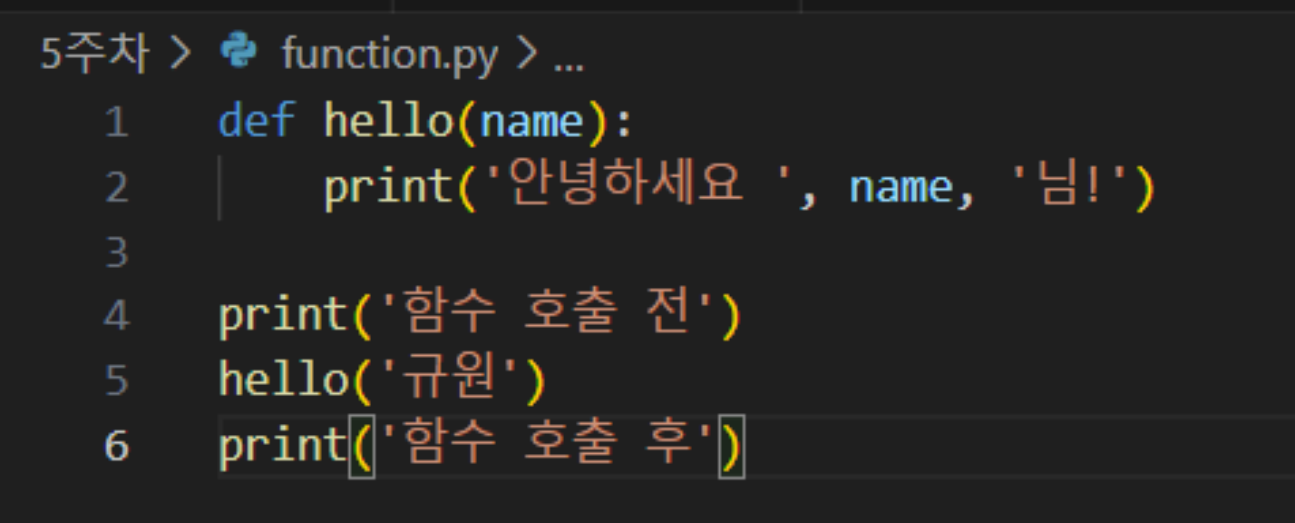 5주차 > function.py > ...
1 def hello(name):
2     print('안녕하세요 ', name, '님!')
3
4 print('함수 호출 전')
5 hello('규원')
6 print('함수 호출 후')